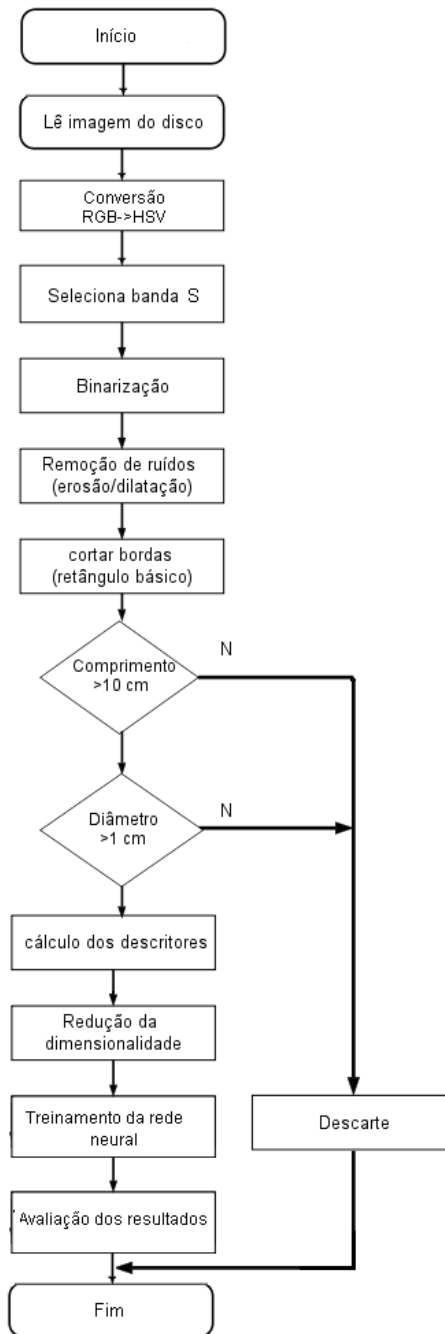 Início
Lê imagem do disco
Conversão
RGB->HSV
Seleciona banda S
Binarização
Remoção de ruídos
(erosão/dilatação)
cortar bordas
(retângulo básico)
Comprimento
>10 cm
N
Diâmetro
>1 cm
N
cálculo dos descritores
Redução da
dimensionalidade
Treinamento da rede
neural
Descarte
Avaliação dos resultados
Fim